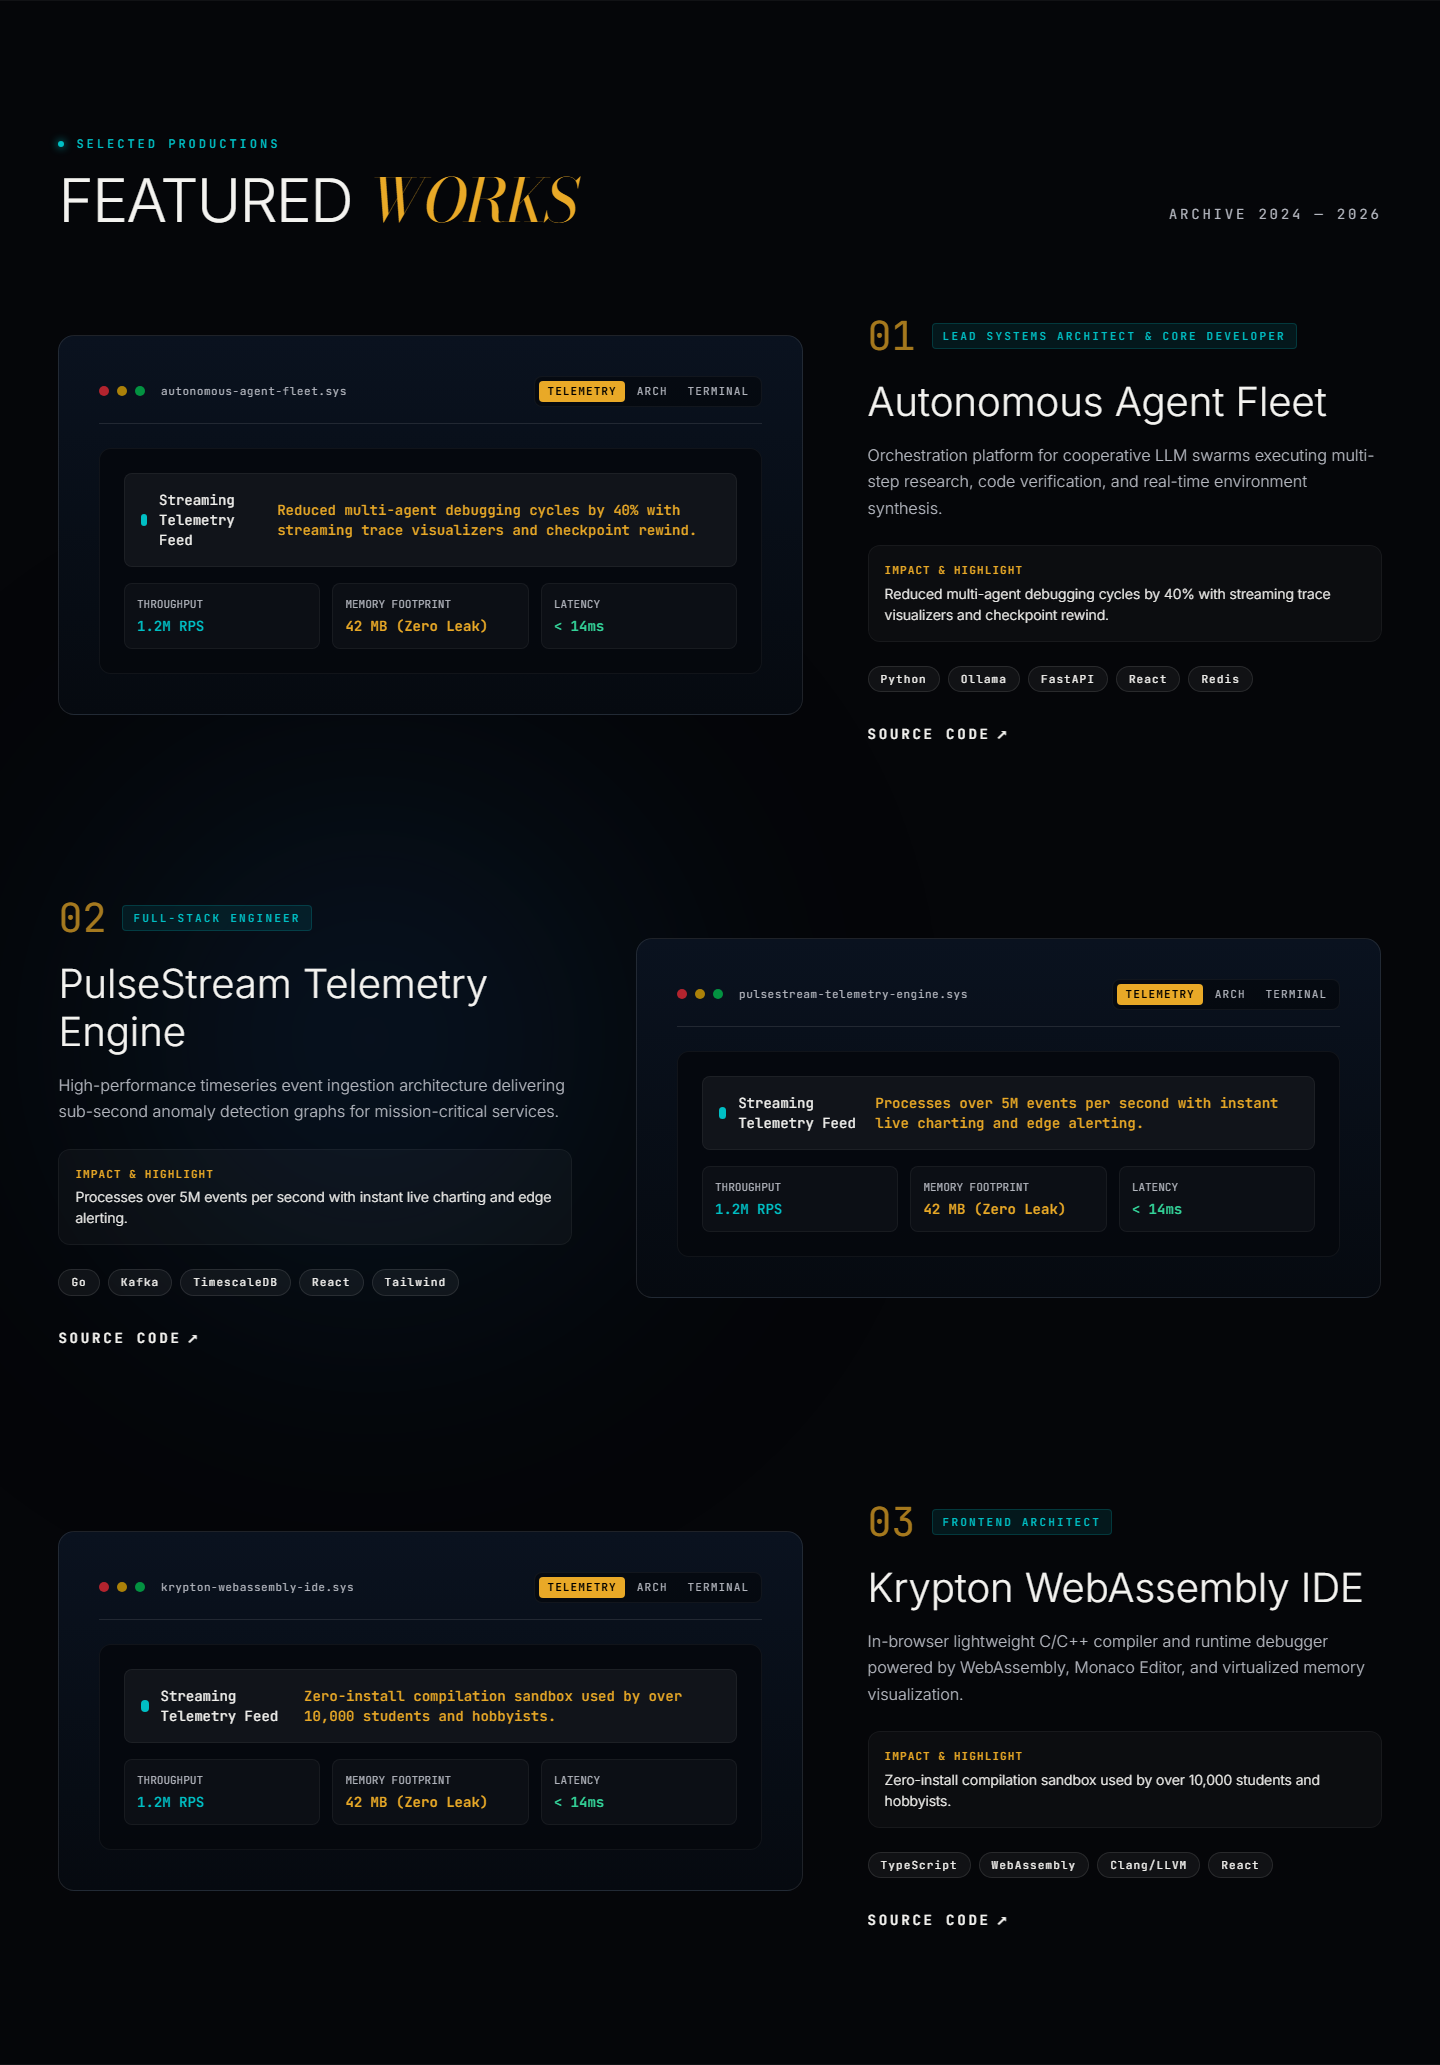 SELECTED PRODUCTIONS
FEATURED WORKS
ARCHIVE 2024 — 2026
autonomous-agent-fleet.sys
TELEMETRY ARCH TERMINAL
Streaming
Telemetry
Feed
Reduced multi-agent debugging cycles by 40% with
streaming trace visualizers and checkpoint rewind.
THROUGHPUT
1.2M RPS
MEMORY FOOTPRINT
42 MB (Zero Leak)
LATENCY
< 14ms
01
LEAD SYSTEMS ARCHITECT & CORE DEVELOPER
Autonomous Agent Fleet
Orchestration platform for cooperative LLM swarms executing multi-
step research, code verification, and real-time environment
synthesis.
IMPACT & HIGHLIGHT
Reduced multi-agent debugging cycles by 40% with streaming trace
visualizers and checkpoint rewind.
Python Ollama FastAPI React Redis
SOURCE CODE ↗
02
FULL-STACK ENGINEER
PulseStream Telemetry
Engine
High-performance timeseries event ingestion architecture delivering
sub-second anomaly detection graphs for mission-critical services.
IMPACT & HIGHLIGHT
Processes over 5M events per second with instant live charting and edge
alerting.
Go Kafka TimescaleDB React Tailwind
SOURCE CODE ↗
pulsestream-telemetry-engine.sys
TELEMETRY ARCH TERMINAL
Streaming
Telemetry Feed
Processes over 5M events per second with instant
live charting and edge alerting.
THROUGHPUT
1.2M RPS
MEMORY FOOTPRINT
42 MB (Zero Leak)
LATENCY
< 14ms
krypton-webassembly-ide.sys
TELEMETRY ARCH TERMINAL
Streaming
Telemetry Feed
Zero-install compilation sandbox used by over
10,000 students and hobbyists.
THROUGHPUT
1.2M RPS
MEMORY FOOTPRINT
42 MB (Zero Leak)
LATENCY
< 14ms
03
FRONTEND ARCHITECT
Krypton WebAssembly IDE
In-browser lightweight C/C++ compiler and runtime debugger
powered by WebAssembly, Monaco Editor, and virtualized memory
visualization.
IMPACT & HIGHLIGHT
Zero-install compilation sandbox used by over 10,000 students and
hobbyists.
TypeScript WebAssembly Clang/LLVM React
SOURCE CODE ↗